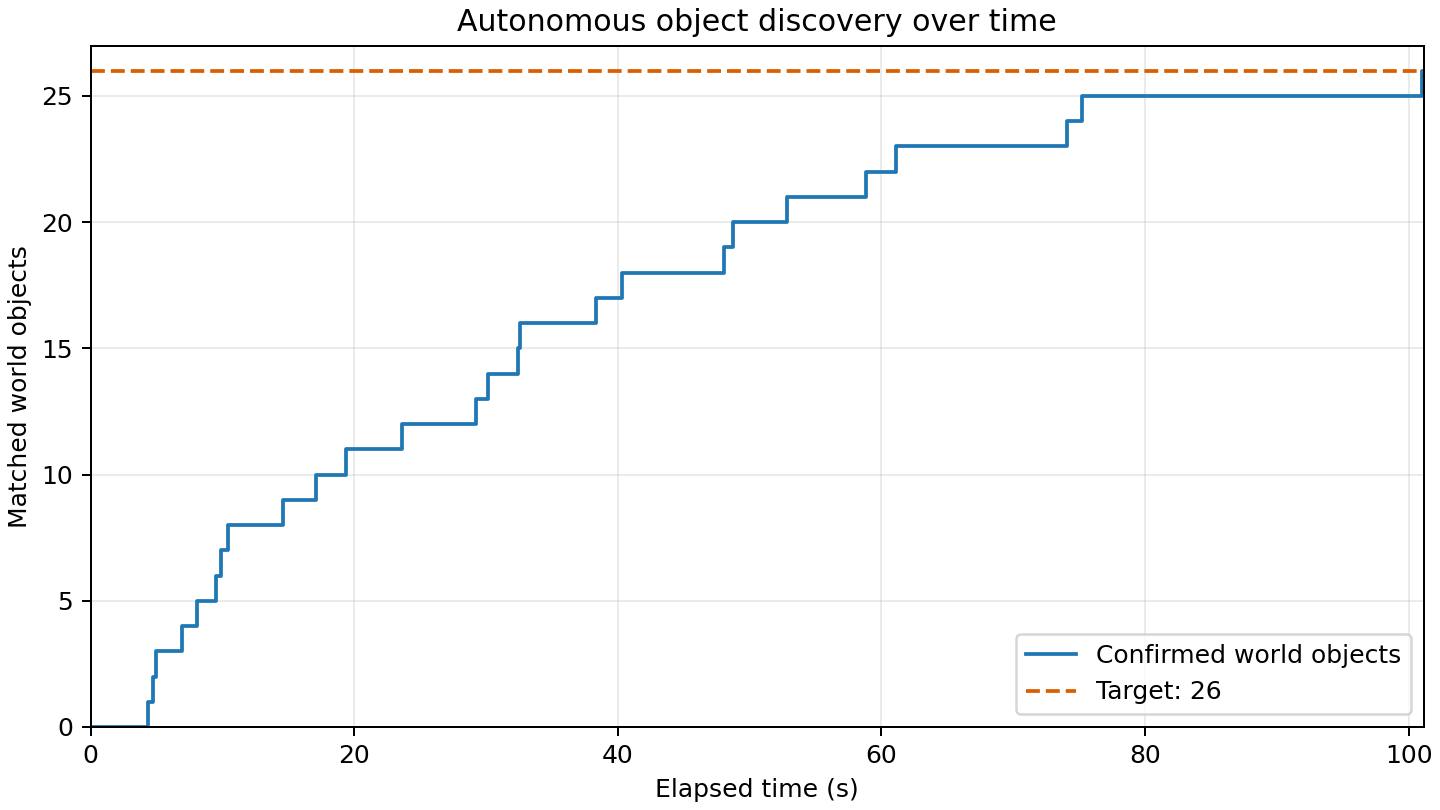 Autonomous object discovery over time
Matched world objects
25
20
15
10
5
0
0 20 40 60 80 100
Elapsed time (s)
Confirmed world objects
Target: 26